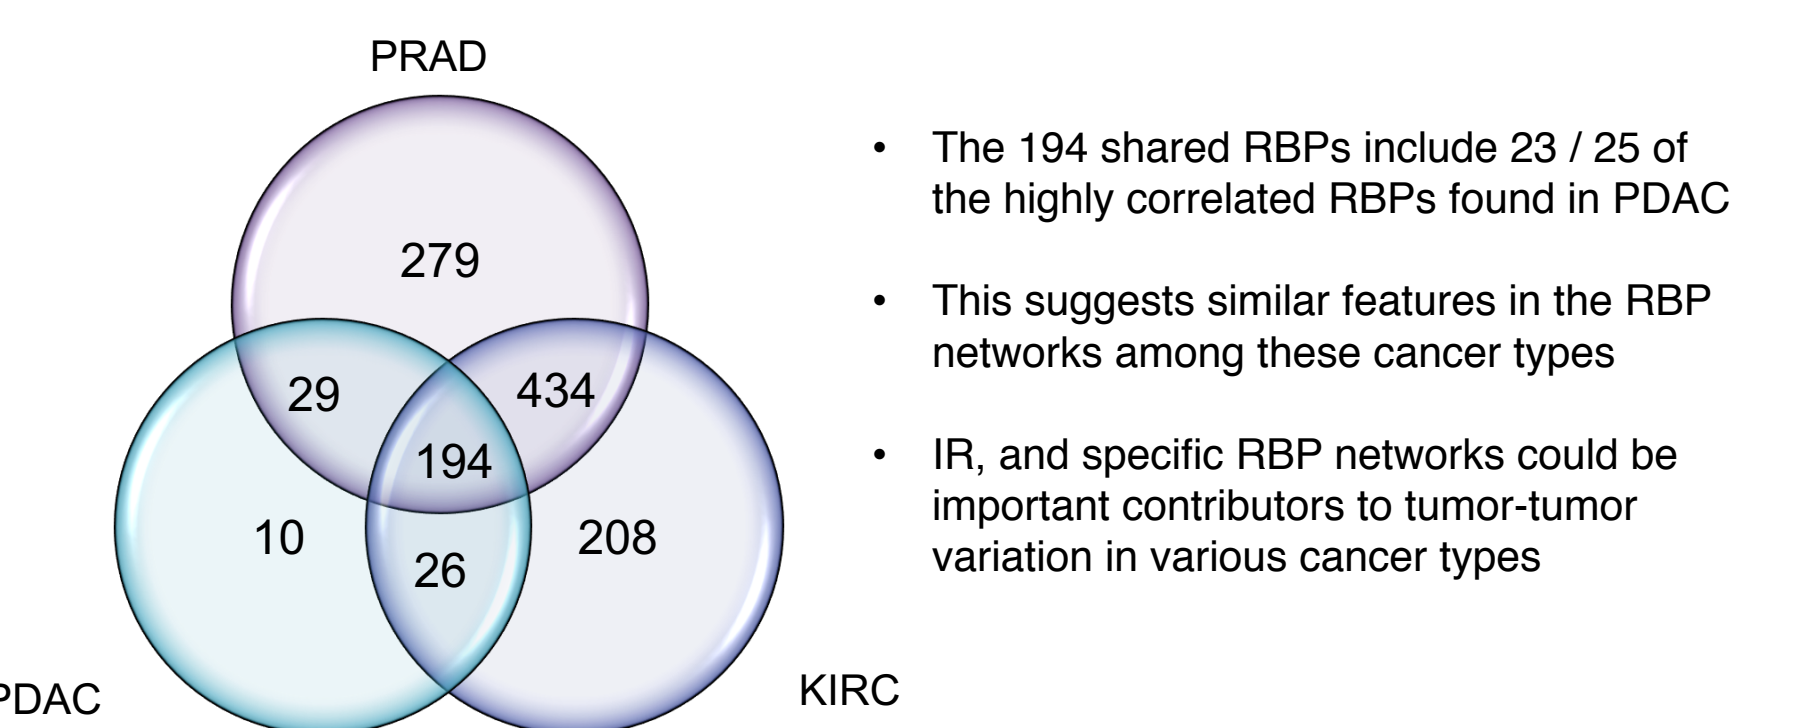 PRAD
279
29
434
194
10
208
26
PDAC
KIRC
• The 194 shared RBPs include 23 / 25 of
the highly correlated RBPs found in PDAC
• This suggests similar features in the RBP
networks among these cancer types
• IR, and specific RBP networks could be
important contributors to tumor-tumor
variation in various cancer types